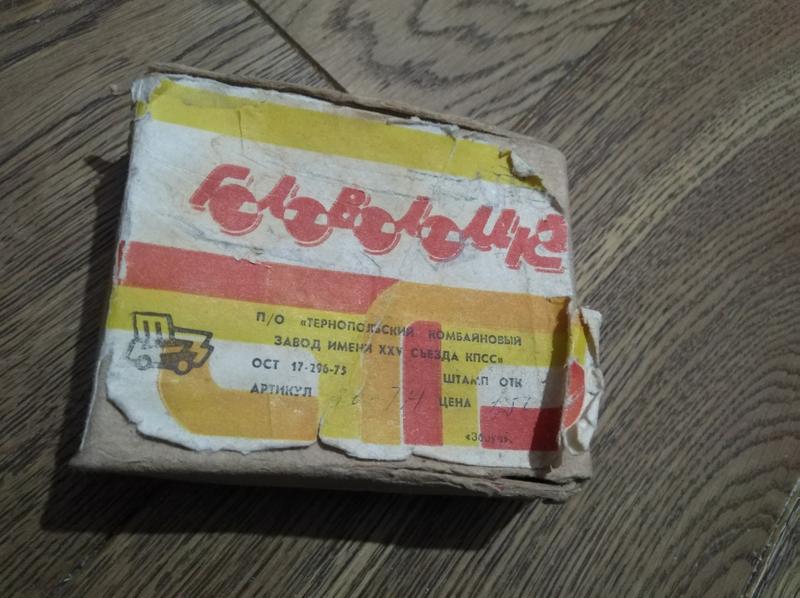 Головоломка
П/О «ТЕРНОПОЛЬСКИЙ КОМБАЙНОВЫЙ
ЗАВОД ИМЕНИ XXV СЪЕЗДА КПСС»
ОСТ 17-296-75 ШТАМП ОТК
АРТИКУЛ ЦЕНА